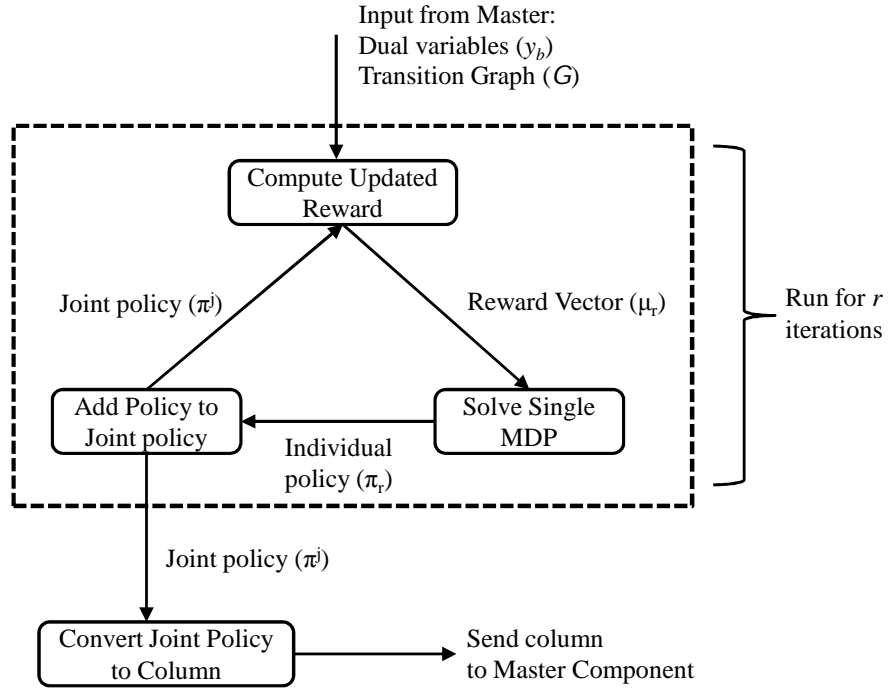 Input from Master:
Dual variables (y_b)
Transition Graph (G)
Compute Updated
Reward
Joint policy (π^j)
Reward Vector (μ_r)
Run for r
iterations
Add Policy to
Joint policy
Solve Single
MDP
Individual
policy (π_r)
Joint policy (π^j)
Convert Joint Policy
to Column
Send column
to Master Component